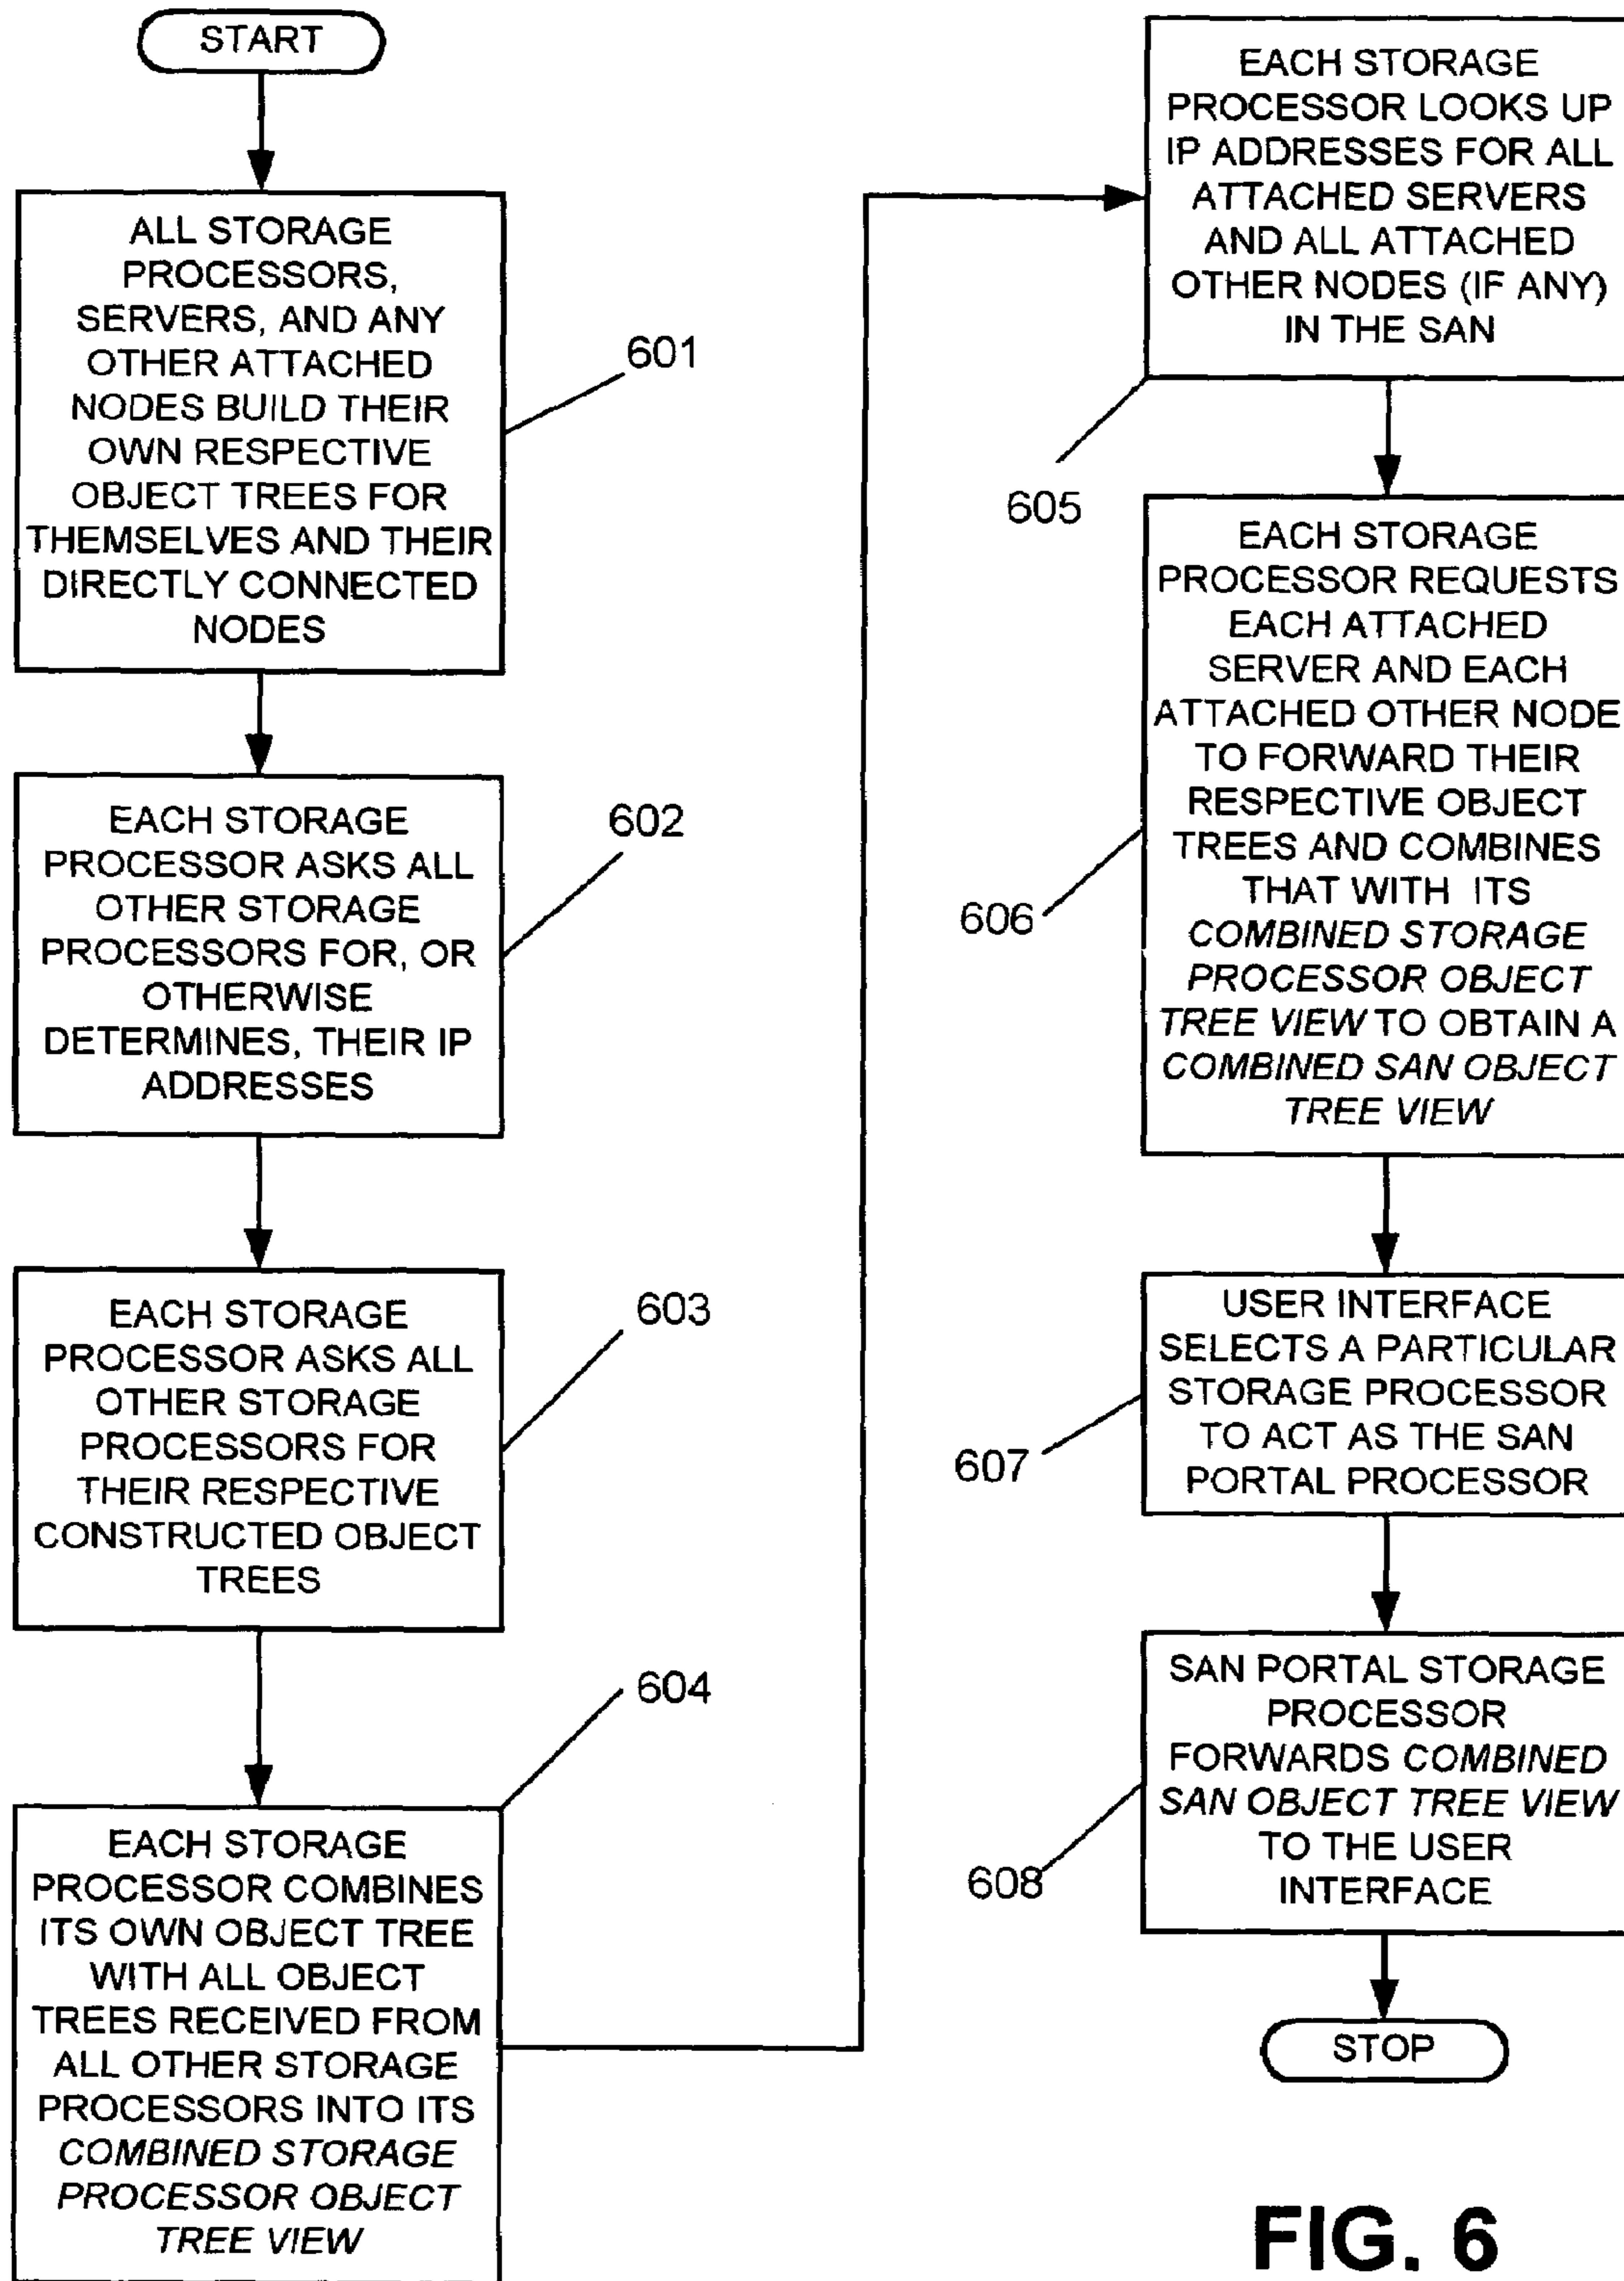 START
ALL STORAGE
PROCESSORS,
SERVERS, AND ANY
OTHER ATTACHED
NODES BUILD THEIR
OWN RESPECTIVE
OBJECT TREES FOR
THEMSELVES AND THEIR
DIRECTLY CONNECTED
NODES
601
EACH STORAGE
PROCESSOR ASKS ALL
OTHER STORAGE
PROCESSORS FOR, OR
OTHERWISE
DETERMINES, THEIR IP
ADDRESSES
602
EACH STORAGE
PROCESSOR ASKS ALL
OTHER STORAGE
PROCESSORS FOR
THEIR RESPECTIVE
CONSTRUCTED OBJECT
TREES
603
604
EACH STORAGE
PROCESSOR COMBINES
ITS OWN OBJECT TREE
WITH ALL OBJECT
TREES RECEIVED FROM
ALL OTHER STORAGE
PROCESSORS INTO ITS
COMBINED STORAGE
PROCESSOR OBJECT
TREE VIEW
EACH STORAGE
PROCESSOR LOOKS UP
IP ADDRESSES FOR ALL
ATTACHED SERVERS
AND ALL ATTACHED
OTHER NODES (IF ANY)
IN THE SAN
605
EACH STORAGE
PROCESSOR REQUESTS
EACH ATTACHED
SERVER AND EACH
ATTACHED OTHER NODE
TO FORWARD THEIR
RESPECTIVE OBJECT
TREES AND COMBINES
THAT WITH ITS
COMBINED STORAGE
PROCESSOR OBJECT
TREE VIEW TO OBTAIN A
COMBINED SAN OBJECT
TREE VIEW
606
USER INTERFACE
SELECTS A PARTICULAR
STORAGE PROCESSOR
TO ACT AS THE SAN
PORTAL PROCESSOR
607
SAN PORTAL STORAGE
PROCESSOR
FORWARDS COMBINED
SAN OBJECT TREE VIEW
TO THE USER
INTERFACE
608
STOP
FIG. 6